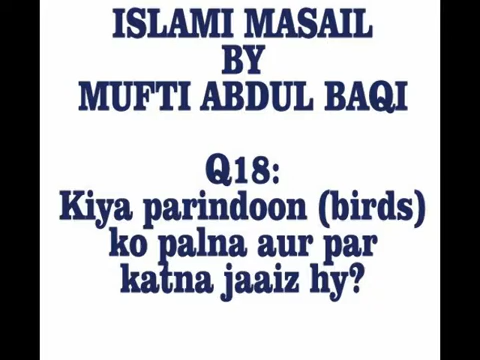 ISLAMI MASAIL
BY
MUFTI ABDUL BAQI
Q18:
Kiya parindoon (birds)
ko palna aur par
katna jaaiz hy?